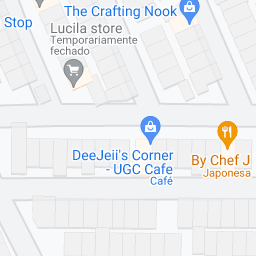 The Crafting Nook
Stop
Lucila store
Temporariamente
fechado
DeeJeii's Corner
- UGC Cafe
Café
By Chef J
Japonesa